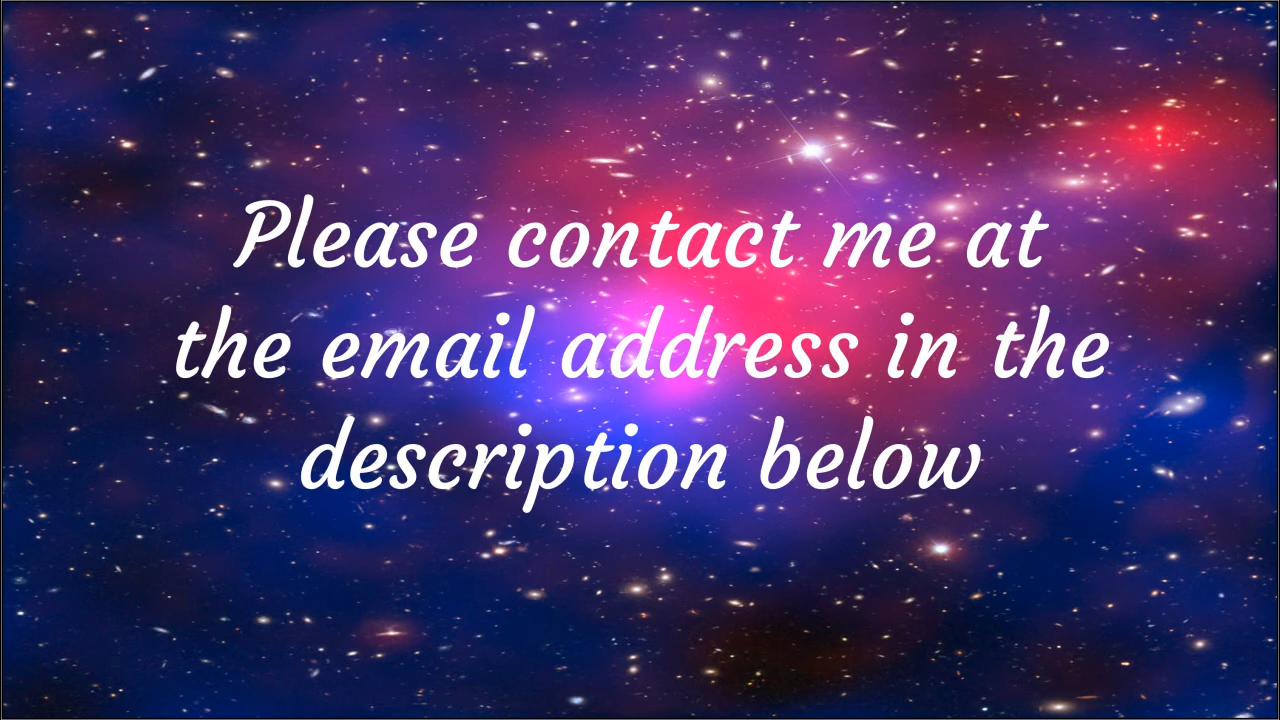 Please contact me at
the email address in the
description below